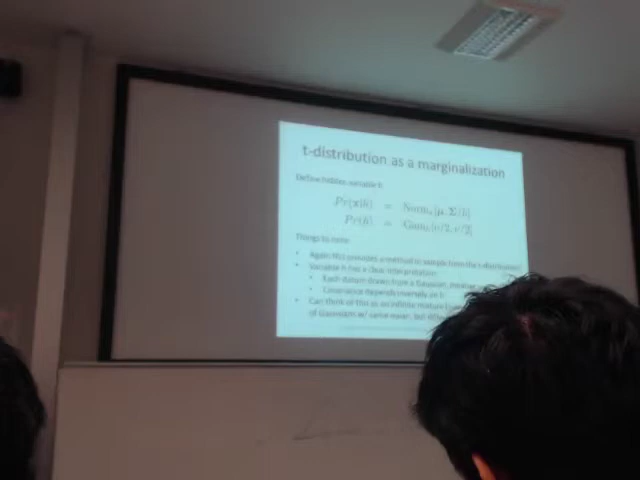 t-distribution as a marginalization
Define hidden variable h
Pr(x|h) = Norm_x[μ, Σ/h]
Pr(h) = Gam_h[ν/2, ν/2]
Things to note:
• Again this provides a method to sample from the t-distribution
• Variable h has a clear interpretation:
• Each datum drawn from a Gaussian,
• Covariance depends inversely on h
• Can think of this as an infinite mixture
of Gaussians w/ same mean, but